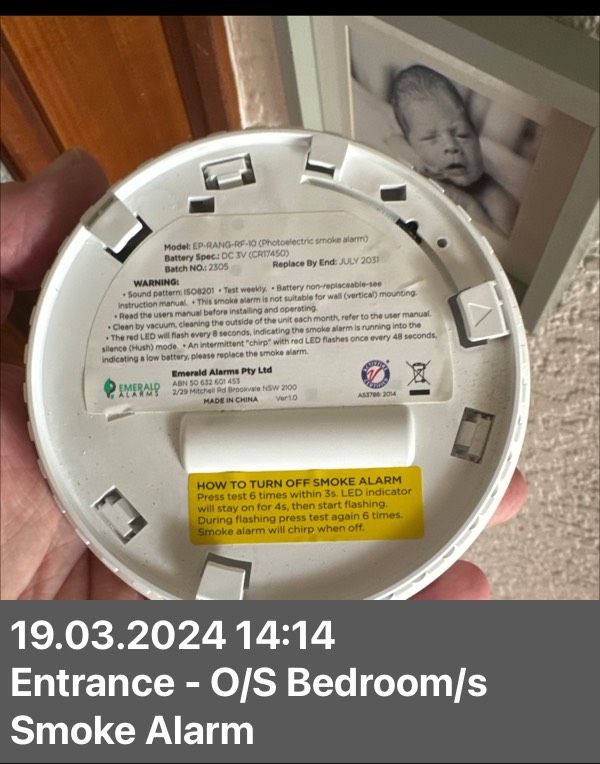 Model: EP-RANG-RF-10 (Photoelectric smoke alarm)
Battery Spec.: DC 3V (CR17450)
Batch NO.: 2305 Replace By End: JULY 2031
WARNING:
• Sound pattern: ISO8201 • Test weekly. • Battery non-replaceable-see
instruction manual. • This smoke alarm is not suitable for wall (vertical) mounting.
• Read the users manual before installing and operating.
• Clean by vacuum, cleaning the outside of the unit each month, refer to the user manual.
• The red LED will flash every 8 seconds, indicating the smoke alarm is running into the
silence (Hush) mode. • An intermittent "chirp" with red LED flashes once every 48 seconds,
indicating a low battery, please replace the smoke alarm.
EMERALD
ALARMS
Emerald Alarms Pty Ltd
ABN 50 632 601 453
2/29 Mitchell Rd Brookvale NSW 2100
MADE IN CHINA Ver1.0
AS3786: 2014
HOW TO TURN OFF SMOKE ALARM
Press test 6 times within 3s. LED indicator
will stay on for 4s, then start flashing.
During flashing press test again 6 times.
Smoke alarm will chirp when off.
19.03.2024 14:14
Entrance - O/S Bedroom/s
Smoke Alarm